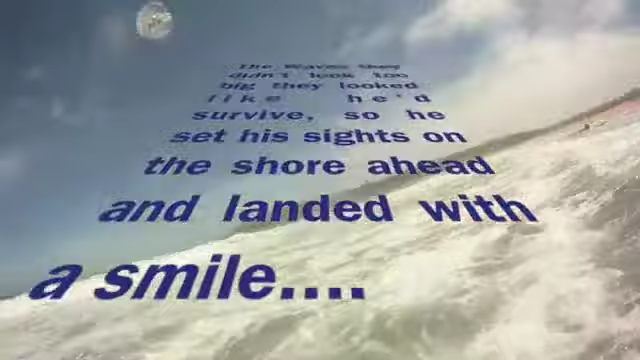 the waves they
didn't look too
big they looked
like he'd
survive, so he
set his sights on
the shore ahead
and landed with
a smile....